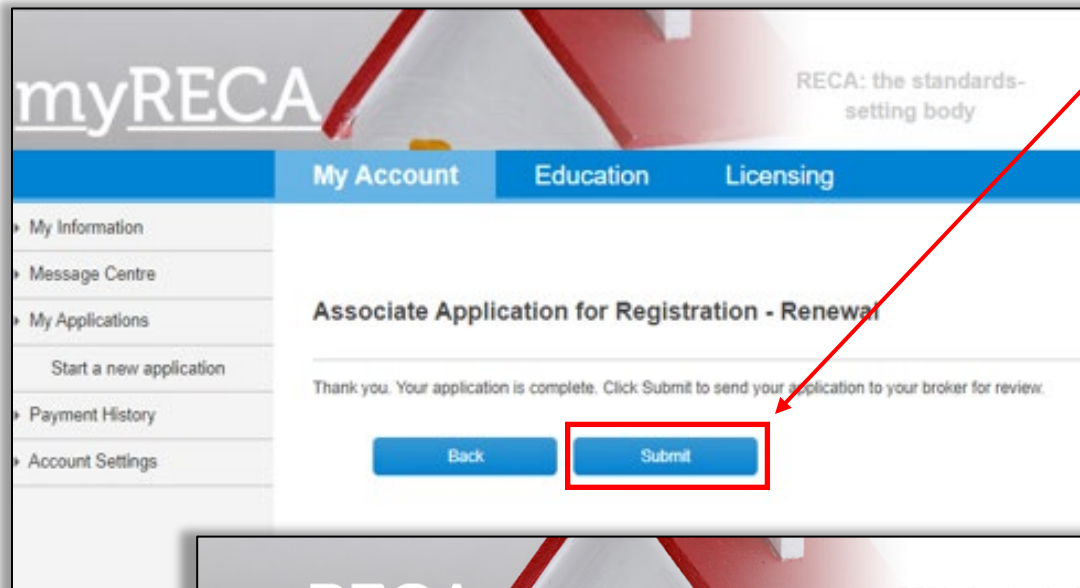 myRECA
RECA: the standards-
setting body
My Account Education Licensing
My Information
Message Centre
My Applications
Start a new application
Payment History
Account Settings
Associate Application for Registration - Renewal
Thank you. Your application is complete. Click Submit to send your application to your broker for review.
Back Submit